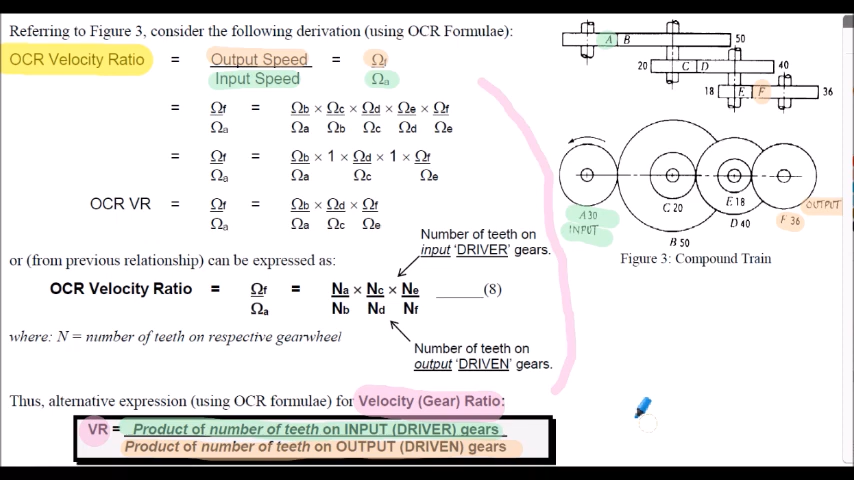 Referring to Figure 3, consider the following derivation (using OCR Formulae):
OCR Velocity Ratio = Output Speed = Ωf
Input Speed Ωa
= Ωf = Ωb × Ωc × Ωd × Ωe × Ωf
Ωa Ωa Ωb Ωc Ωd Ωe
= Ωf = Ωb × 1 × Ωd × 1 × Ωf
Ωa Ωa Ωc Ωe
OCR VR = Ωf = Ωb × Ωd × Ωf
Ωa Ωa Ωc Ωe
Number of teeth on
input ‘DRIVER’ gears.
or (from previous relationship) can be expressed as:
OCR Velocity Ratio = Ωf = Na × Nc × Ne ______(8)
Ωa Nb Nd Nf
where: N = number of teeth on respective gearwheel
Number of teeth on
output ‘DRIVEN’ gears.
Thus, alternative expression (using OCR formulae) for Velocity (Gear) Ratio:
VR = Product of number of teeth on INPUT (DRIVER) gears
Product of number of teeth on OUTPUT (DRIVEN) gears
A B 50
20 C D 40
18 E F 36
C 20 E 18
A 30 F 36 OUTPUT
INPUT D 40
B 50
Figure 3: Compound Train